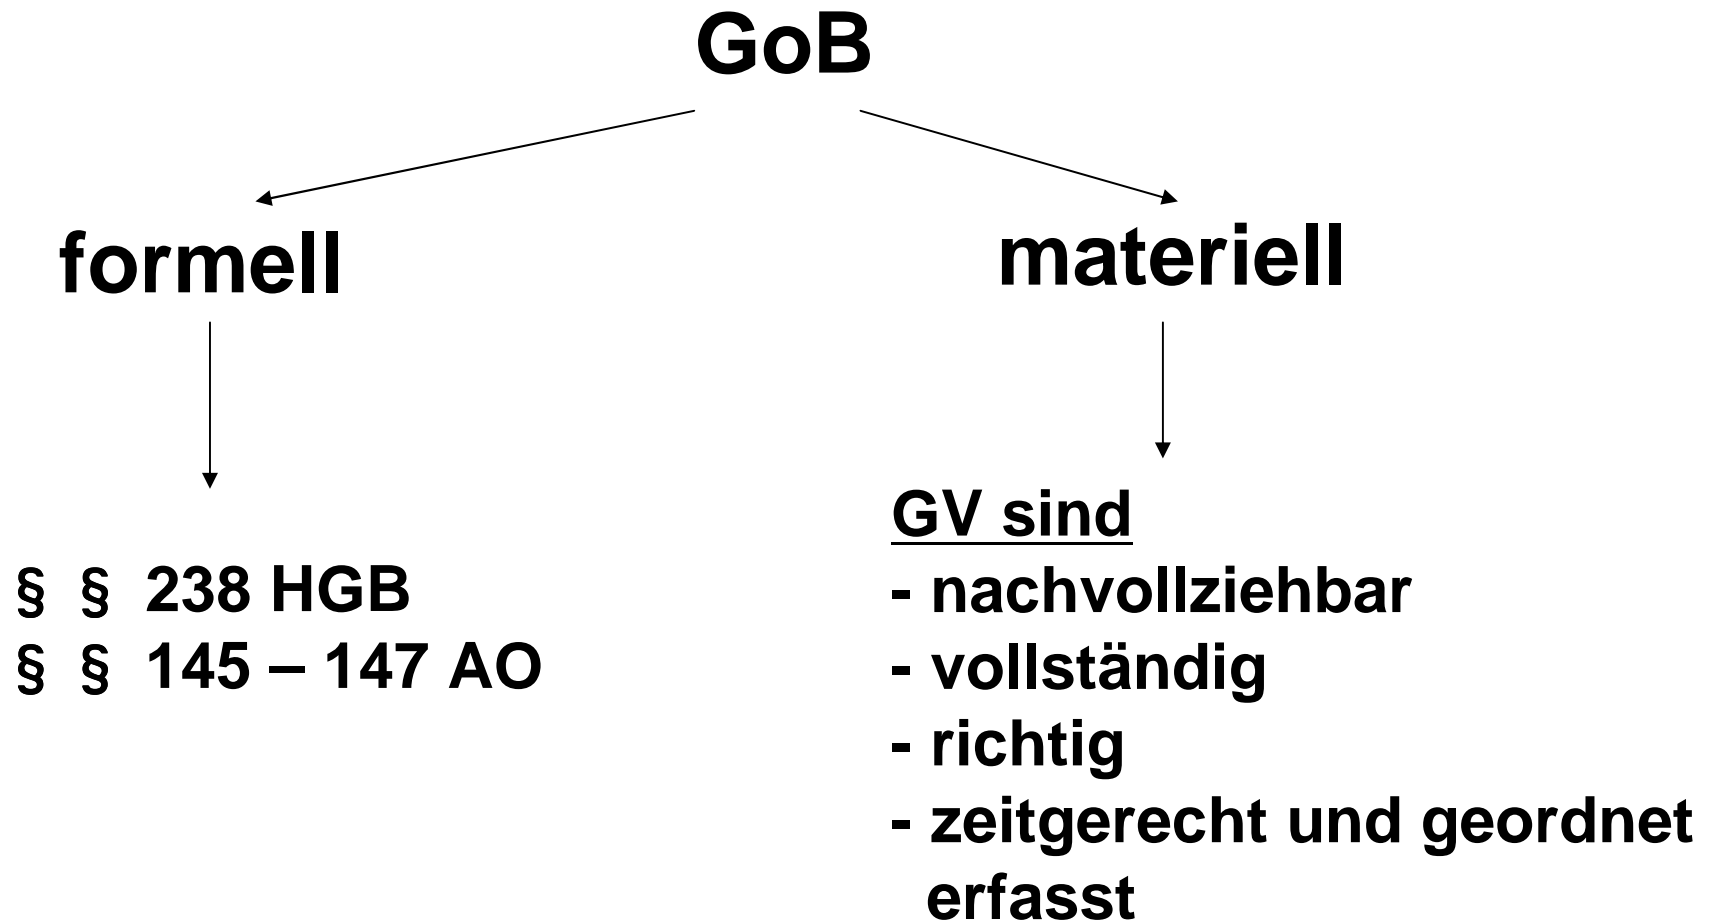 GoB
formell
materiell
§ § 238 HGB
§ § 145 – 147 AO
GV sind
- nachvollziehbar
- vollständig
- richtig
- zeitgerecht und geordnet
erfasst